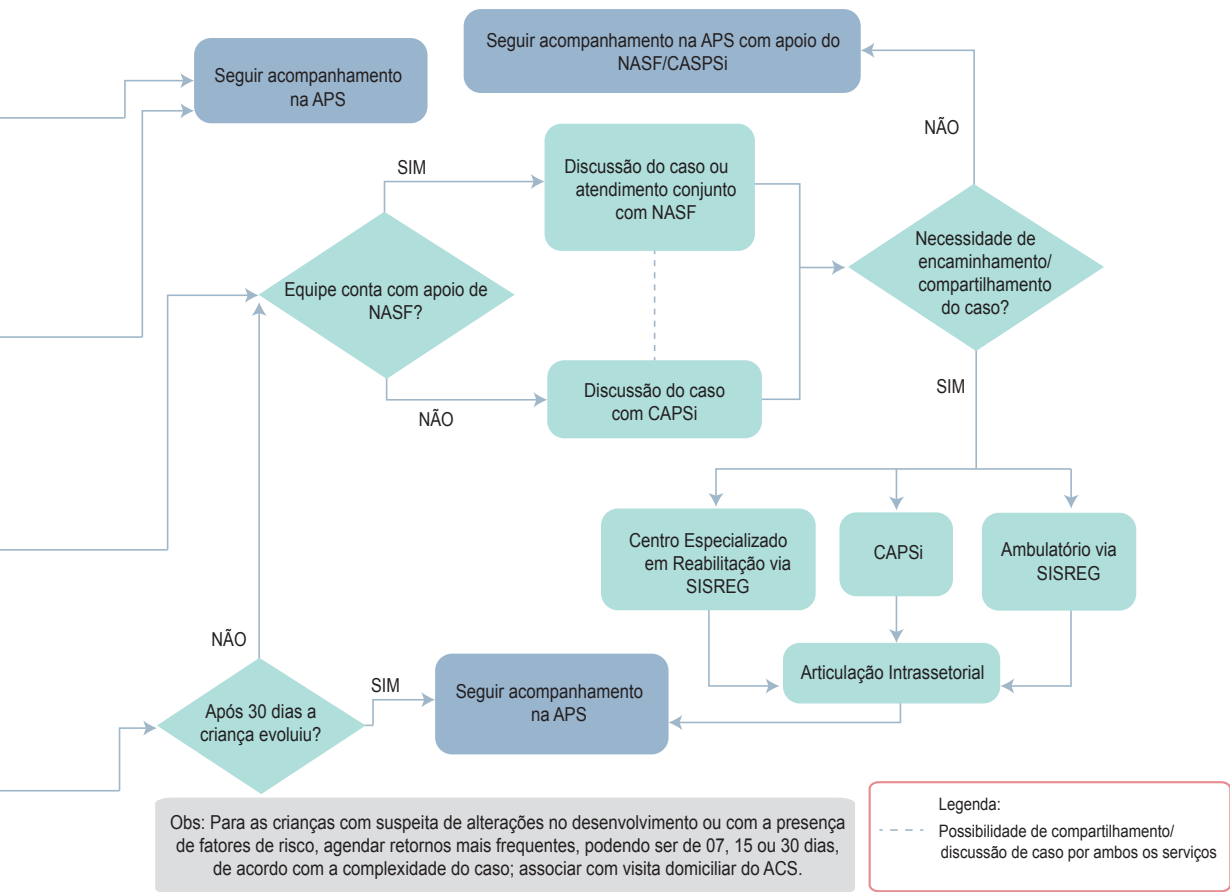 Seguir acompanhamento
na APS
Seguir acompanhamento na APS com apoio do
NASF/CASPSi
NÃO
SIM
Discussão do caso ou
atendimento conjunto
com NASF
Equipe conta com apoio de
NASF?
Necessidade de
encaminhamento/
compartilhamento
do caso?
NÃO
Discussão do caso
com CAPSi
SIM
Centro Especializado
em Reabilitação via
SISREG
CAPSi
Ambulatório via
SISREG
Articulação Intrassetorial
NÃO
Após 30 dias a
criança evoluiu?
SIM
Seguir acompanhamento
na APS
Obs: Para as crianças com suspeita de alterações no desenvolvimento ou com a presença
de fatores de risco, agendar retornos mais frequentes, podendo ser de 07, 15 ou 30 dias,
de acordo com a complexidade do caso; associar com visita domiciliar do ACS.
Legenda:
Possibilidade de compartilhamento/
discussão de caso por ambos os serviços